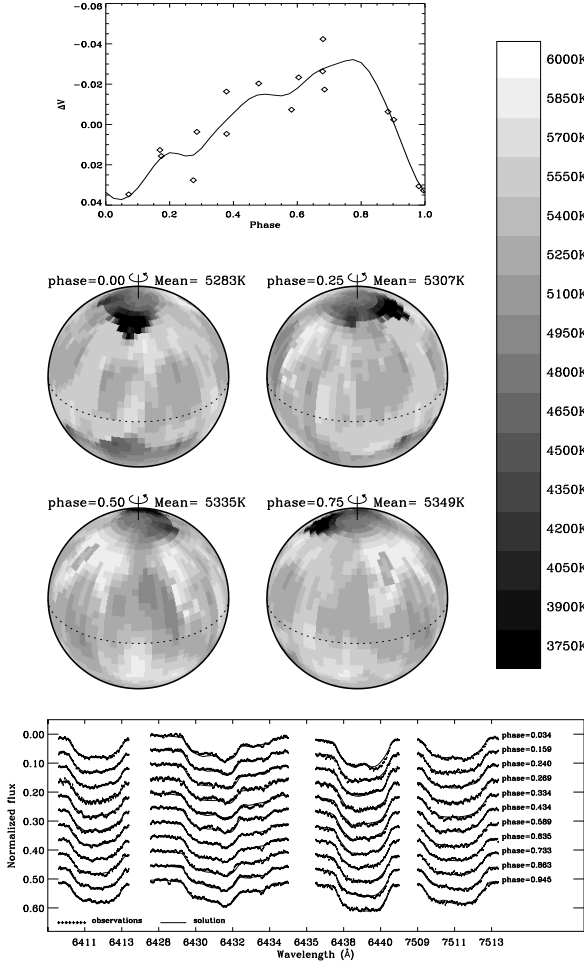 -0.06
-0.04
-0.02
0.00
0.02
0.04
ΔV
0.0 0.2 0.4 0.6 0.8 1.0
Phase
6000K
5850K
5700K
5550K
5400K
5250K
5100K
4950K
4800K
4650K
4500K
4350K
4200K
4050K
3900K
3750K
phase=0.00 Mean= 5283K
phase=0.25 Mean= 5307K
phase=0.50 Mean= 5335K
phase=0.75 Mean= 5349K
0.00
0.10
0.20
0.30
0.40
0.50
0.60
Normalized flux
phase=0.034
phase=0.159
phase=0.240
phase=0.269
phase=0.334
phase=0.434
phase=0.589
phase=0.635
phase=0.733
phase=0.863
phase=0.945
observations solution
6411 6413 6428 6430 6432 6434 6435 6438 6440 7509 7511 7513
Wavelength (Å)